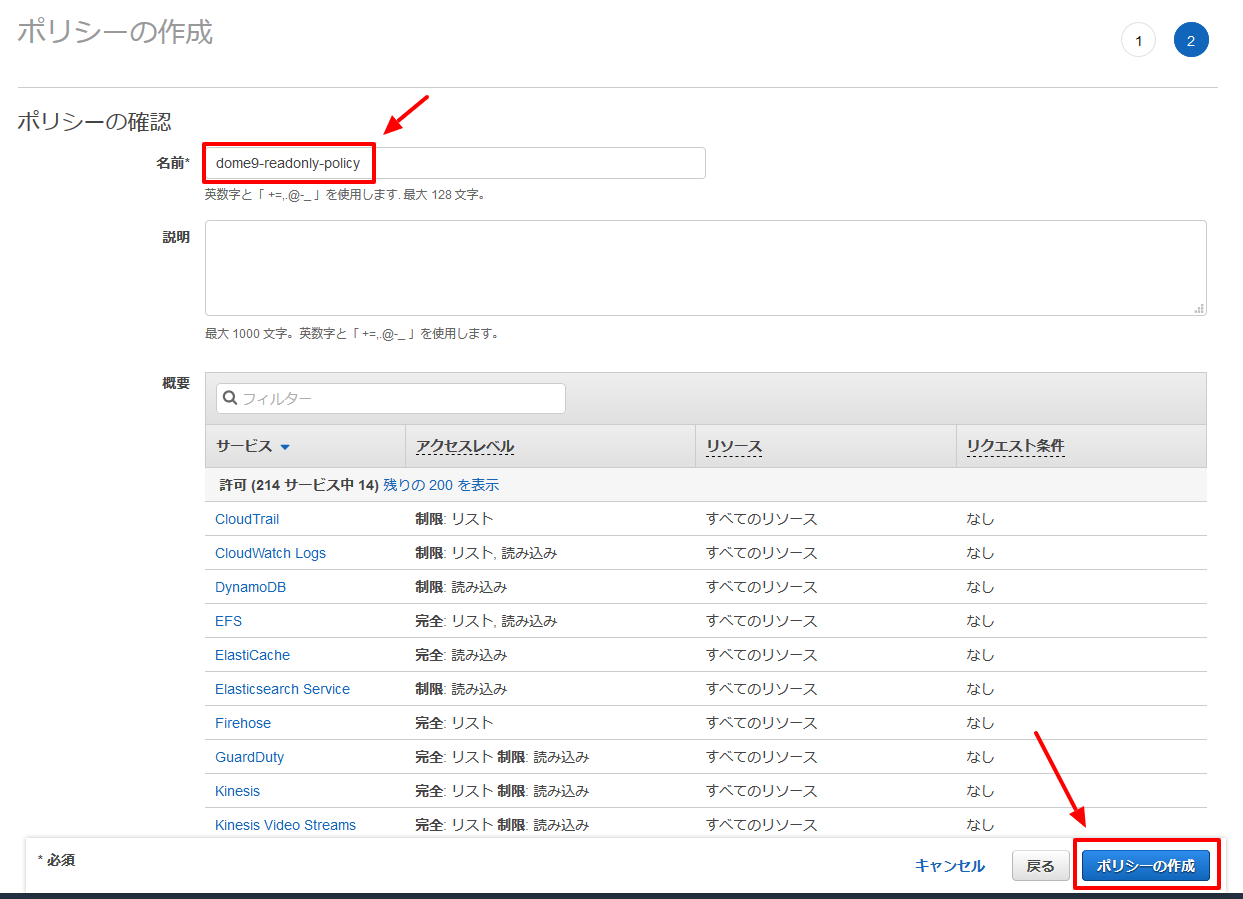 ポリシーの作成
1
2
ポリシーの確認
名前*
dome9-readonly-policy
英数字と「 +=,.@-_ 」を使用します. 最大 128 文字。
説明
最大 1000 文字。英数字と「 +=,.@-_ 」を使用します。
概要
フィルター
サービス アクセスレベル リソース リクエスト条件
許可 (214 サービス中 14) 残りの 200 を表示
CloudTrail 制限: リスト すべてのリソース なし
CloudWatch Logs 制限: リスト, 読み込み すべてのリソース なし
DynamoDB 制限: 読み込み すべてのリソース なし
EFS 完全: リスト, 読み込み すべてのリソース なし
ElastiCache 完全: 読み込み すべてのリソース なし
Elasticsearch Service 制限: 読み込み すべてのリソース なし
Firehose 完全: リスト すべてのリソース なし
GuardDuty 完全: リスト 制限: 読み込み すべてのリソース なし
Kinesis 完全: リスト 制限: 読み込み すべてのリソース なし
Kinesis Video Streams 完全: リスト 制限: 読み込み すべてのリソース なし
* 必須
キャンセル 戻る ポリシーの作成